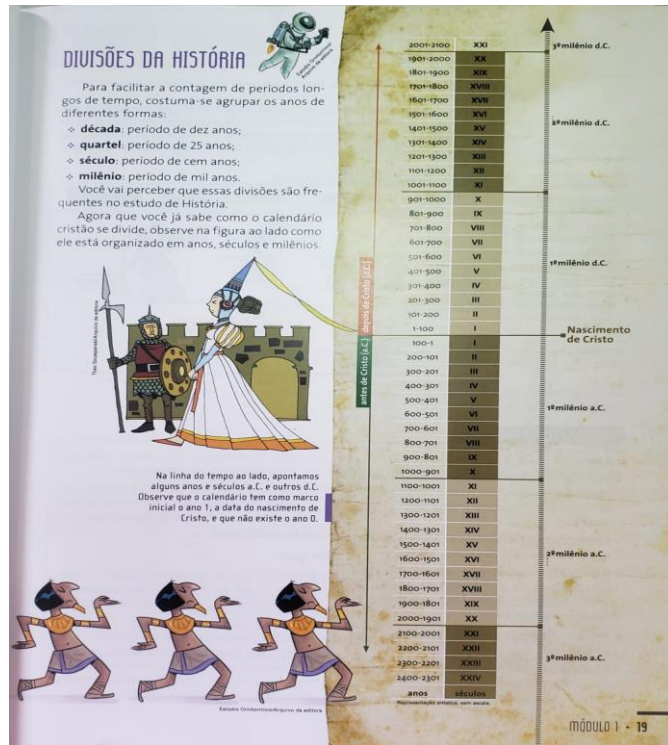 DIVISÕES DA HISTÓRIA
Estúdio Ornitorrinco/
Arquivo da editora
Para facilitar a contagem de períodos lon-
gos de tempo, costuma-se agrupar os anos de
diferentes formas:
❖ década: período de dez anos;
❖ quartel: período de 25 anos;
❖ século: período de cem anos;
❖ milênio: período de mil anos.
Você vai perceber que essas divisões são fre-
quentes no estudo de História.
Agora que você já sabe como o calendário
cristão se divide, observe na figura ao lado como
ele está organizado em anos, séculos e milênios.
/Arquivo da editora
Na linha do tempo ao lado, apontamos
alguns anos e séculos a.C. e outros d.C.
Observe que o calendário tem como marco
inicial o ano 1, a data do nascimento de
Cristo, e que não existe o ano 0.
Estúdio Ornitorrinco/Arquivo da editora
depois de Cristo (d.C.)
antes de Cristo (a.C.)
2001-2100 XXI
3º milênio d.C.
1901-2000 XX
1801-1900 XIX
1701-1800 XVIII
1601-1700 XVII
1501-1600 XVI
2º milênio d.C.
1401-1500 XV
1301-1400 XIV
1201-1300 XIII
1101-1200 XII
1001-1100 XI
901-1000 X
801-900 IX
701-800 VIII
601-700 VII
501-600 VI
1º milênio d.C.
401-500 V
301-400 IV
201-300 III
101-200 II
1-100 I
Nascimento
de Cristo
100-1 I
200-101 II
300-201 III
400-301 IV
1º milênio a.C.
500-401 V
600-501 VI
700-601 VII
800-701 VIII
900-801 IX
1000-901 X
1100-1001 XI
1200-1101 XII
1300-1201 XIII
1400-1301 XIV
1500-1401 XV
2º milênio a.C.
1600-1501 XVI
1700-1601 XVII
1800-1701 XVIII
1900-1801 XIX
2000-1901 XX
2100-2001 XXI
2200-2101 XXII
3º milênio a.C.
2300-2201 XXIII
2400-2301 XXIV
anos séculos
Representação artística, sem escala.
MÓDULO 1 - 19